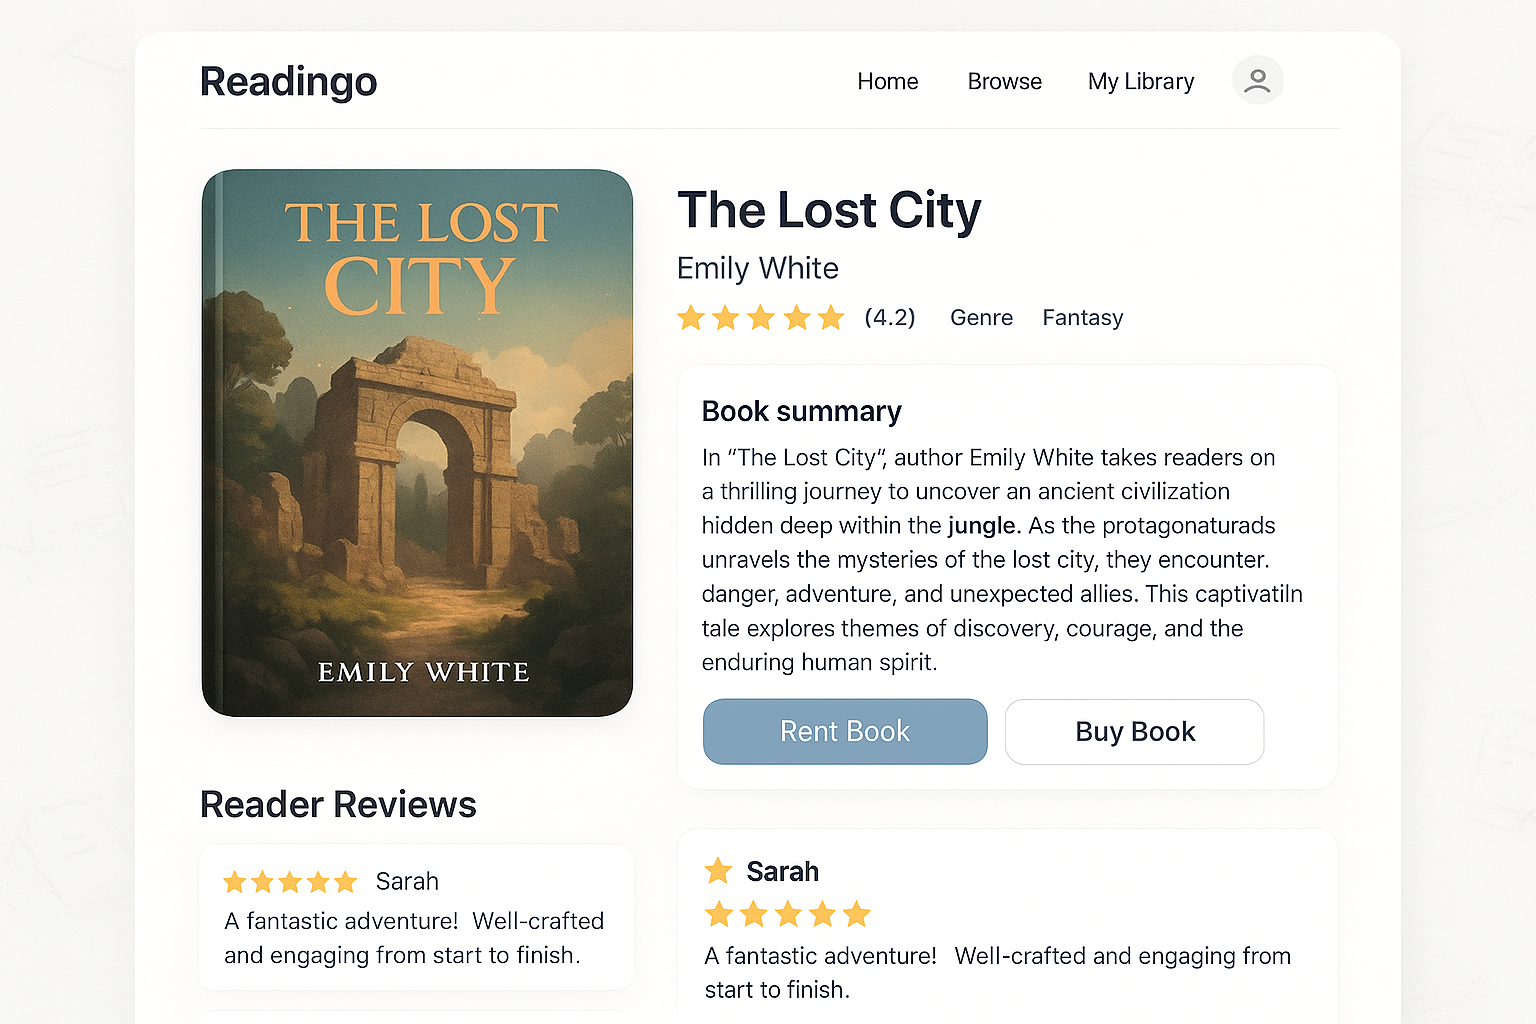 Readingo
Home Browse My Library
THE LOST
CITY
EMILY WHITE
The Lost City
Emily White
(4.2) Genre Fantasy
Book summary
In “The Lost City“, author Emily White takes readers on
a thrilling journey to uncover an ancient civilization
hidden deep within the jungle. As the protagonaturads
unravels the mysteries of the lost city, they encounter.
danger, adventure, and unexpected allies. This captivatiln
tale explores themes of discovery, courage, and the
enduring human spirit.
Rent Book
Buy Book
Reader Reviews
Sarah
A fantastic adventure! Well-crafted
and engaging from start to finish.
Sarah
A fantastic adventure! Well-crafted and engaging from
start to finish.